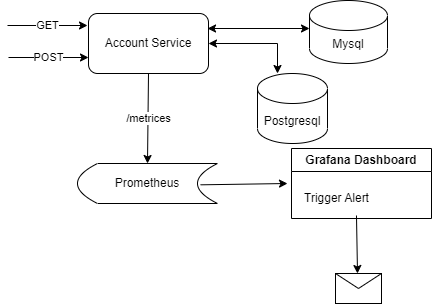 GET
Account Service
POST
Mysql
Postgresql
/metrices
Prometheus
Grafana Dashboard
Trigger Alert